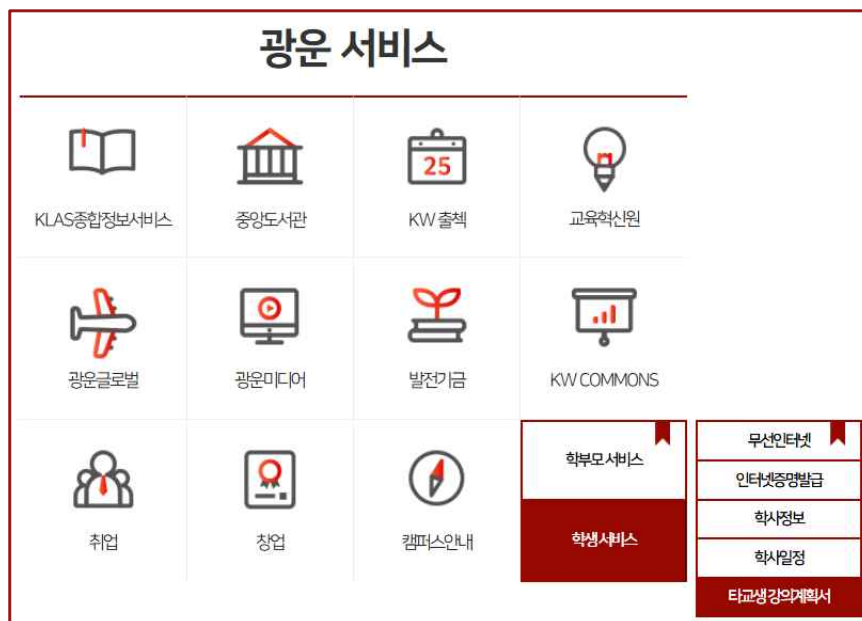 광운 서비스
25
KLAS종합정보서비스
중앙도서관
KW 출첵
교육혁신원
광운글로벌
광운미디어
발전기금
KW COMMONS
취업
창업
캠퍼스안내
학부모 서비스
학생 서비스
무선인터넷
인터넷증명발급
학사정보
학사일정
타교생 강의계획서